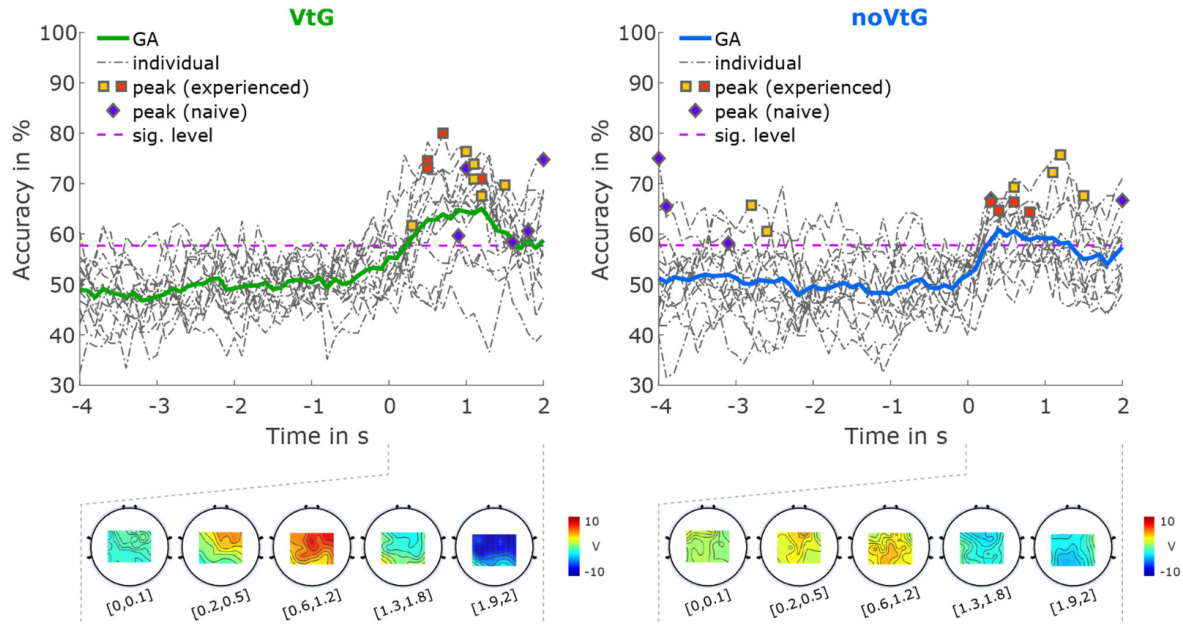 VtG
100
90
80
70
60
50
40
30
Accuracy in %
GA
individual
peak (experienced)
peak (naive)
sig. level
-4 -3 -2 -1 0 1 2
Time in s
10
V
-10
[0,0.1] [0.2,0.5] [0.6,1.2] [1.3,1.8] [1.9,2]
noVtG
100
90
80
70
60
50
40
30
Accuracy in %
GA
individual
peak (experienced)
peak (naive)
sig. level
-4 -3 -2 -1 0 1 2
Time in s
10
V
-10
[0,0.1] [0.2,0.5] [0.6,1.2] [1.3,1.8] [1.9,2]